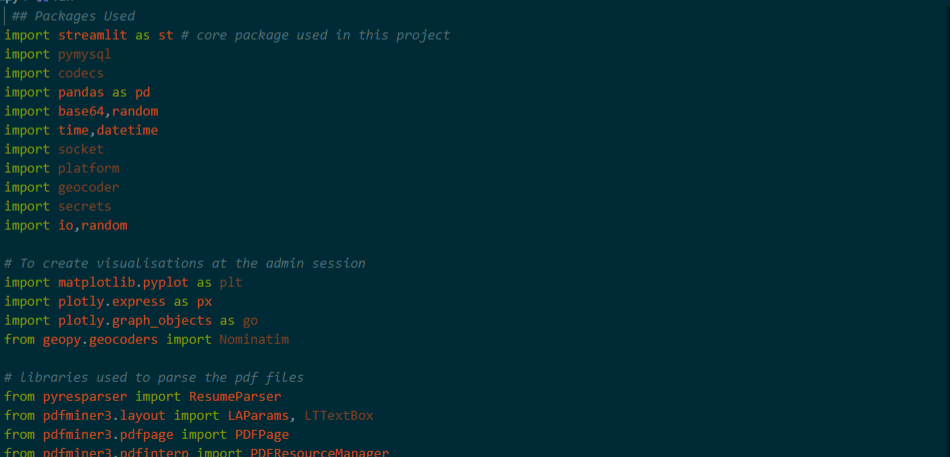 ## Packages Used
import streamlit as st # core package used in this project
import pymysql
import codecs
import pandas as pd
import base64,random
import time,datetime
import socket
import platform
import geocoder
import secrets
import io,random
# To create visualisations at the admin session
import matplotlib.pyplot as plt
import plotly.express as px
import plotly.graph_objects as go
from geopy.geocoders import Nominatim
# libraries used to parse the pdf files
from pyresparser import ResumeParser
from pdfminer3.layout import LAParams, LTTextBox
from pdfminer3.pdfpage import PDFPage
from pdfminer3.pdfinterp import PDFResourceManager